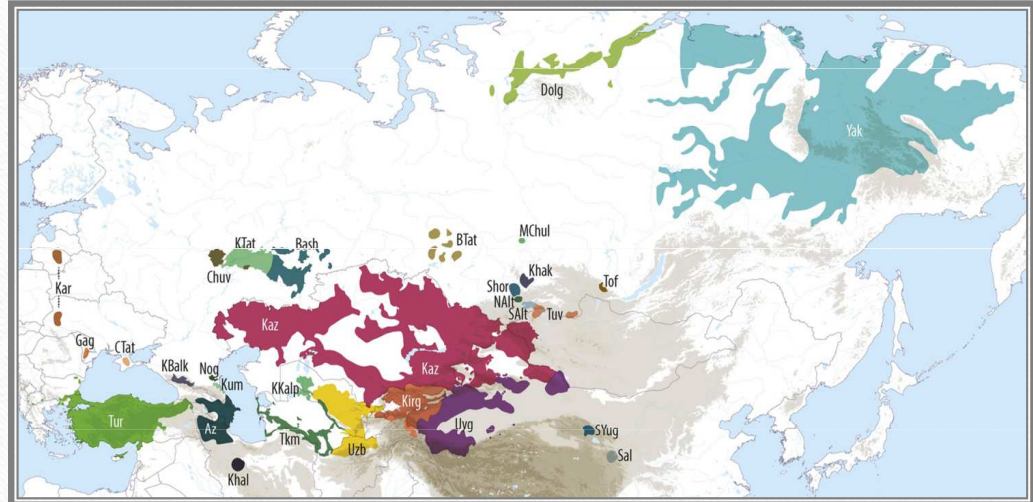 Dolg
Yak
KTat
Bash
BTat
MChul
Chuv
Khak
Tof
Shor
Kar
NAlt
SAlt
Tuv
Kaz
Gag
CTat
KBalk
Nog
Kum
KKalp
Kaz
Kirg
Tur
Az
Uyg
Tkm
Uzb
SYug
Sal
Khal